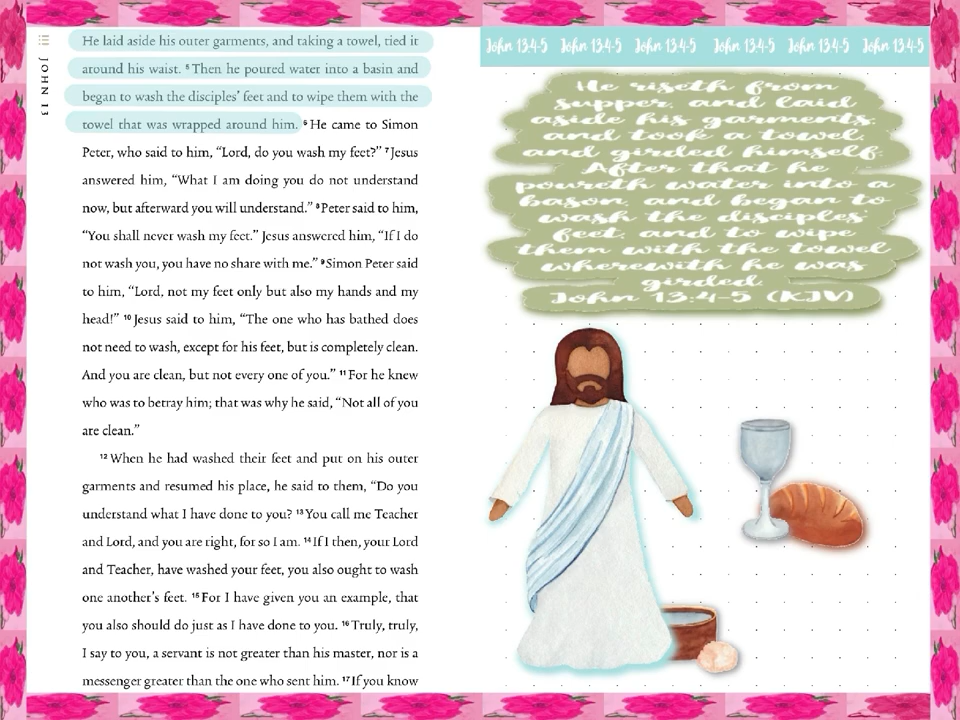 JOHN 13
He laid aside his outer garments, and taking a towel, tied it
around his waist. 5 Then he poured water into a basin and
began to wash the disciples’ feet and to wipe them with the
towel that was wrapped around him. 6 He came to Simon
Peter, who said to him, “Lord, do you wash my feet?” 7 Jesus
answered him, “What I am doing you do not understand
now, but afterward you will understand.” 8 Peter said to him,
“You shall never wash my feet.” Jesus answered him, “If I do
not wash you, you have no share with me.” 9 Simon Peter said
to him, “Lord, not my feet only but also my hands and my
head!” 10 Jesus said to him, “The one who has bathed does
not need to wash, except for his feet, but is completely clean.
And you are clean, but not every one of you.” 11 For he knew
who was to betray him; that was why he said, “Not all of you
are clean.”
12 When he had washed their feet and put on his outer
garments and resumed his place, he said to them, “Do you
understand what I have done to you? 13 You call me Teacher
and Lord, and you are right, for so I am. 14 If I then, your Lord
and Teacher, have washed your feet, you also ought to wash
one another’s feet. 15 For I have given you an example, that
you also should do just as I have done to you. 16 Truly, truly,
I say to you, a servant is not greater than his master, nor is a
messenger greater than the one who sent him. 17 If you know
John 13:4-5 John 13:4-5 John 13:4-5 John 13:4-5 John 13:4-5 John 13:4-5
He riseth from
supper, and laid
aside his garments;
and took a towel,
and girded himself.
After that he
poureth water into a
bason, and began to
wash the disciples'
feet, and to wipe
them with the towel
wherewith he was
girded.
John 13:4-5 (KJV)